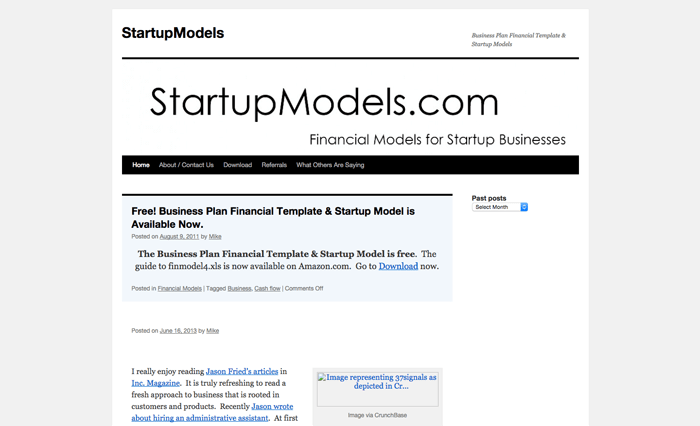 StartupModels
Business Plan Financial Template &
Startup Models
StartupModels.com
Financial Models for Startup Businesses
Home About / Contact Us Download Referrals What Others Are Saying
Free! Business Plan Financial Template & Startup Model is
Available Now.
Posted on August 9, 2011 by Mike
The Business Plan Financial Template & Startup Model is free. The
guide to finmodel4.xls is now available on Amazon.com. Go to Download now.
Posted in Financial Models | Tagged Business, Cash flow | Comments Off
Past posts
Select Month
Posted on June 16, 2013 by Mike
I really enjoy reading Jason Fried's articles in
Inc. Magazine. It is truly refreshing to read a
fresh approach to business that is rooted in
customers and products. Recently Jason wrote
about hiring an administrative assistant. At first
Image representing 37signals as
depicted in Cr...
Image via CrunchBase